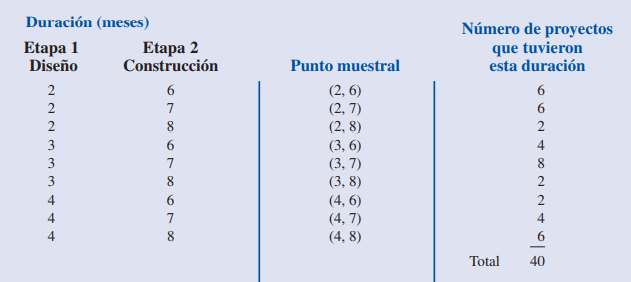 Duración (meses)
Número de proyectos
Etapa 1 Etapa 2 que tuvieron
Diseño Construcción Punto muestral esta duración
2 6 (2, 6) 6
2 7 (2, 7) 6
2 8 (2, 8) 2
3 6 (3, 6) 4
3 7 (3, 7) 8
3 8 (3, 8) 2
4 6 (4, 6) 2
4 7 (4, 7) 4
4 8 (4, 8) 6
Total 40